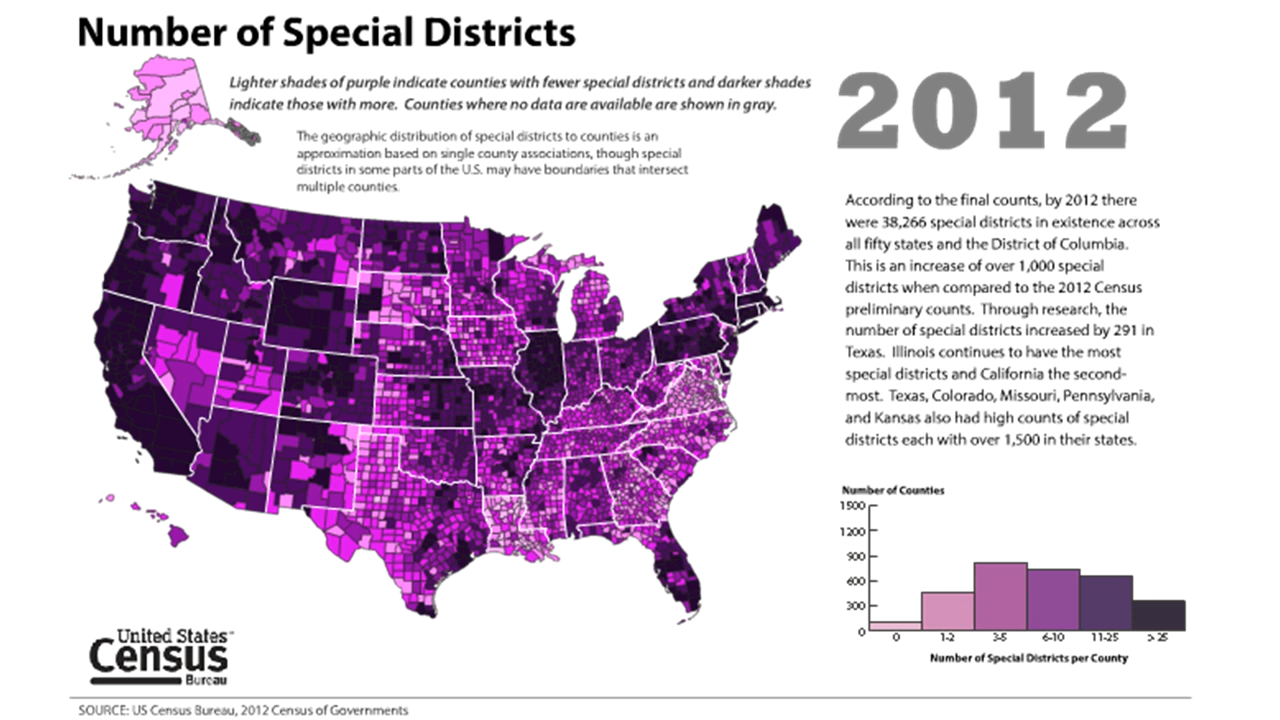 Number of Special Districts
Lighter shades of purple indicate counties with fewer special districts and darker shades
indicate those with more. Counties where no data are available are shown in gray.
The geographic distribution of special districts to counties is an
approximation based on single county associations, though special
districts in some parts of the U.S. may have boundaries that intersect
multiple counties.
2012
According to the final counts, by 2012 there
were 38,266 special districts in existence across
all fifty states and the District of Columbia.
This is an increase of over 1,000 special
districts when compared to the 2012 Census
preliminary counts. Through research, the
number of special districts increased by 291 in
Texas. Illinois continues to have the most
special districts and California the second-
most. Texas, Colorado, Missouri, Pennsylvania,
and Kansas also had high counts of special
districts each with over 1,500 in their states.
Number of Counties
1500
1200
900
600
300
0
0 1-2 3-5 6-10 11-25 > 25
Number of Special Districts per County
United States™
Census
Bureau
SOURCE: US Census Bureau, 2012 Census of Governments